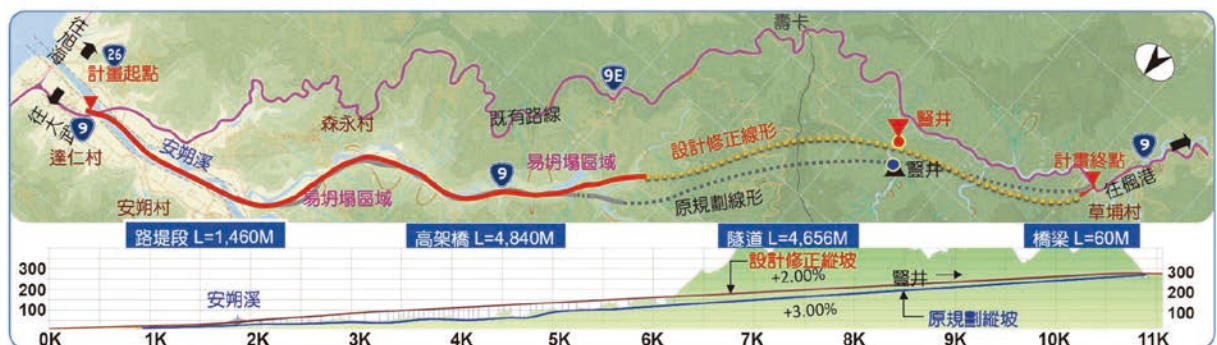 往枋寮
26
計畫起點
往大武
9
達仁村
安朔溪
安朔村
森永村
既有路線
9E
壽卡
易坍塌區域
9
易坍塌區域
設計修正線形
原規劃線形
豎井
豎井
計畫終點
9
往楓港
草埔村
路堤段 L=1,460M
高架橋 L=4,840M
隧道 L=4,656M
橋梁 L=60M
300
200
100
安朔溪
設計修正縱坡
+2.00%
+3.00%
豎井
原規劃縱坡
300
200
100
0K 1K 2K 3K 4K 5K 6K 7K 8K 9K 10K 11K